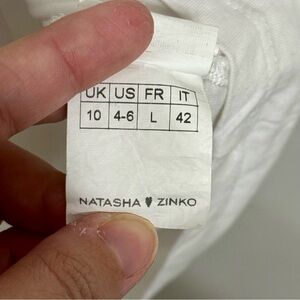 UK US FR IT
10 4-6 L 42
NATASHA ♥ ZINKO